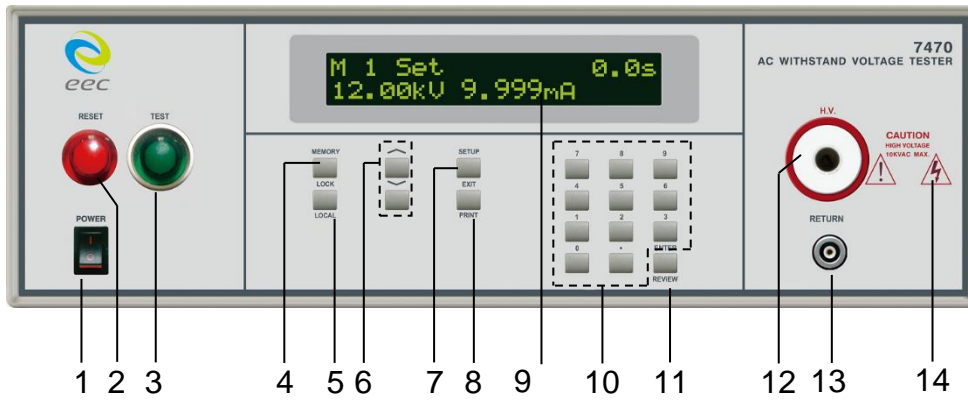 eec
RESET
TEST
POWER
M 1 Set 0.0s
12.00kV 9.999mA
MEMORY
LOCK
LOCAL
SETUP
EXIT
PRINT
7 8 9
4 5 6
1 2 3
0 • ENTER
REVIEW
7470
AC WITHSTAND VOLTAGE TESTER
H.V.
CAUTION
HIGH VOLTAGE
10KVAC MAX.
RETURN
1 2 3 4 5 6 7 8 9 10 11 12 13 14